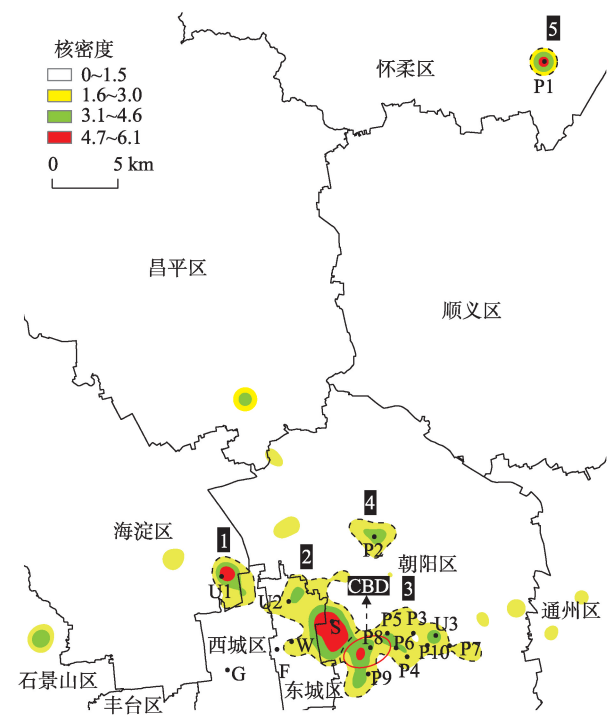 核密度
0~1.5
1.6~3.0
3.1~4.6
4.7~6.1
0 5 km
5
怀柔区
P1
昌平区
顺义区
4
海淀区
1
P2
2
朝阳区
CBD
3
U1
U2
通州区
P5
P3
S
U3
西城区
W
P8
P6
P10
P7
F
P4
石景山区
G
东城区
P9
丰台区